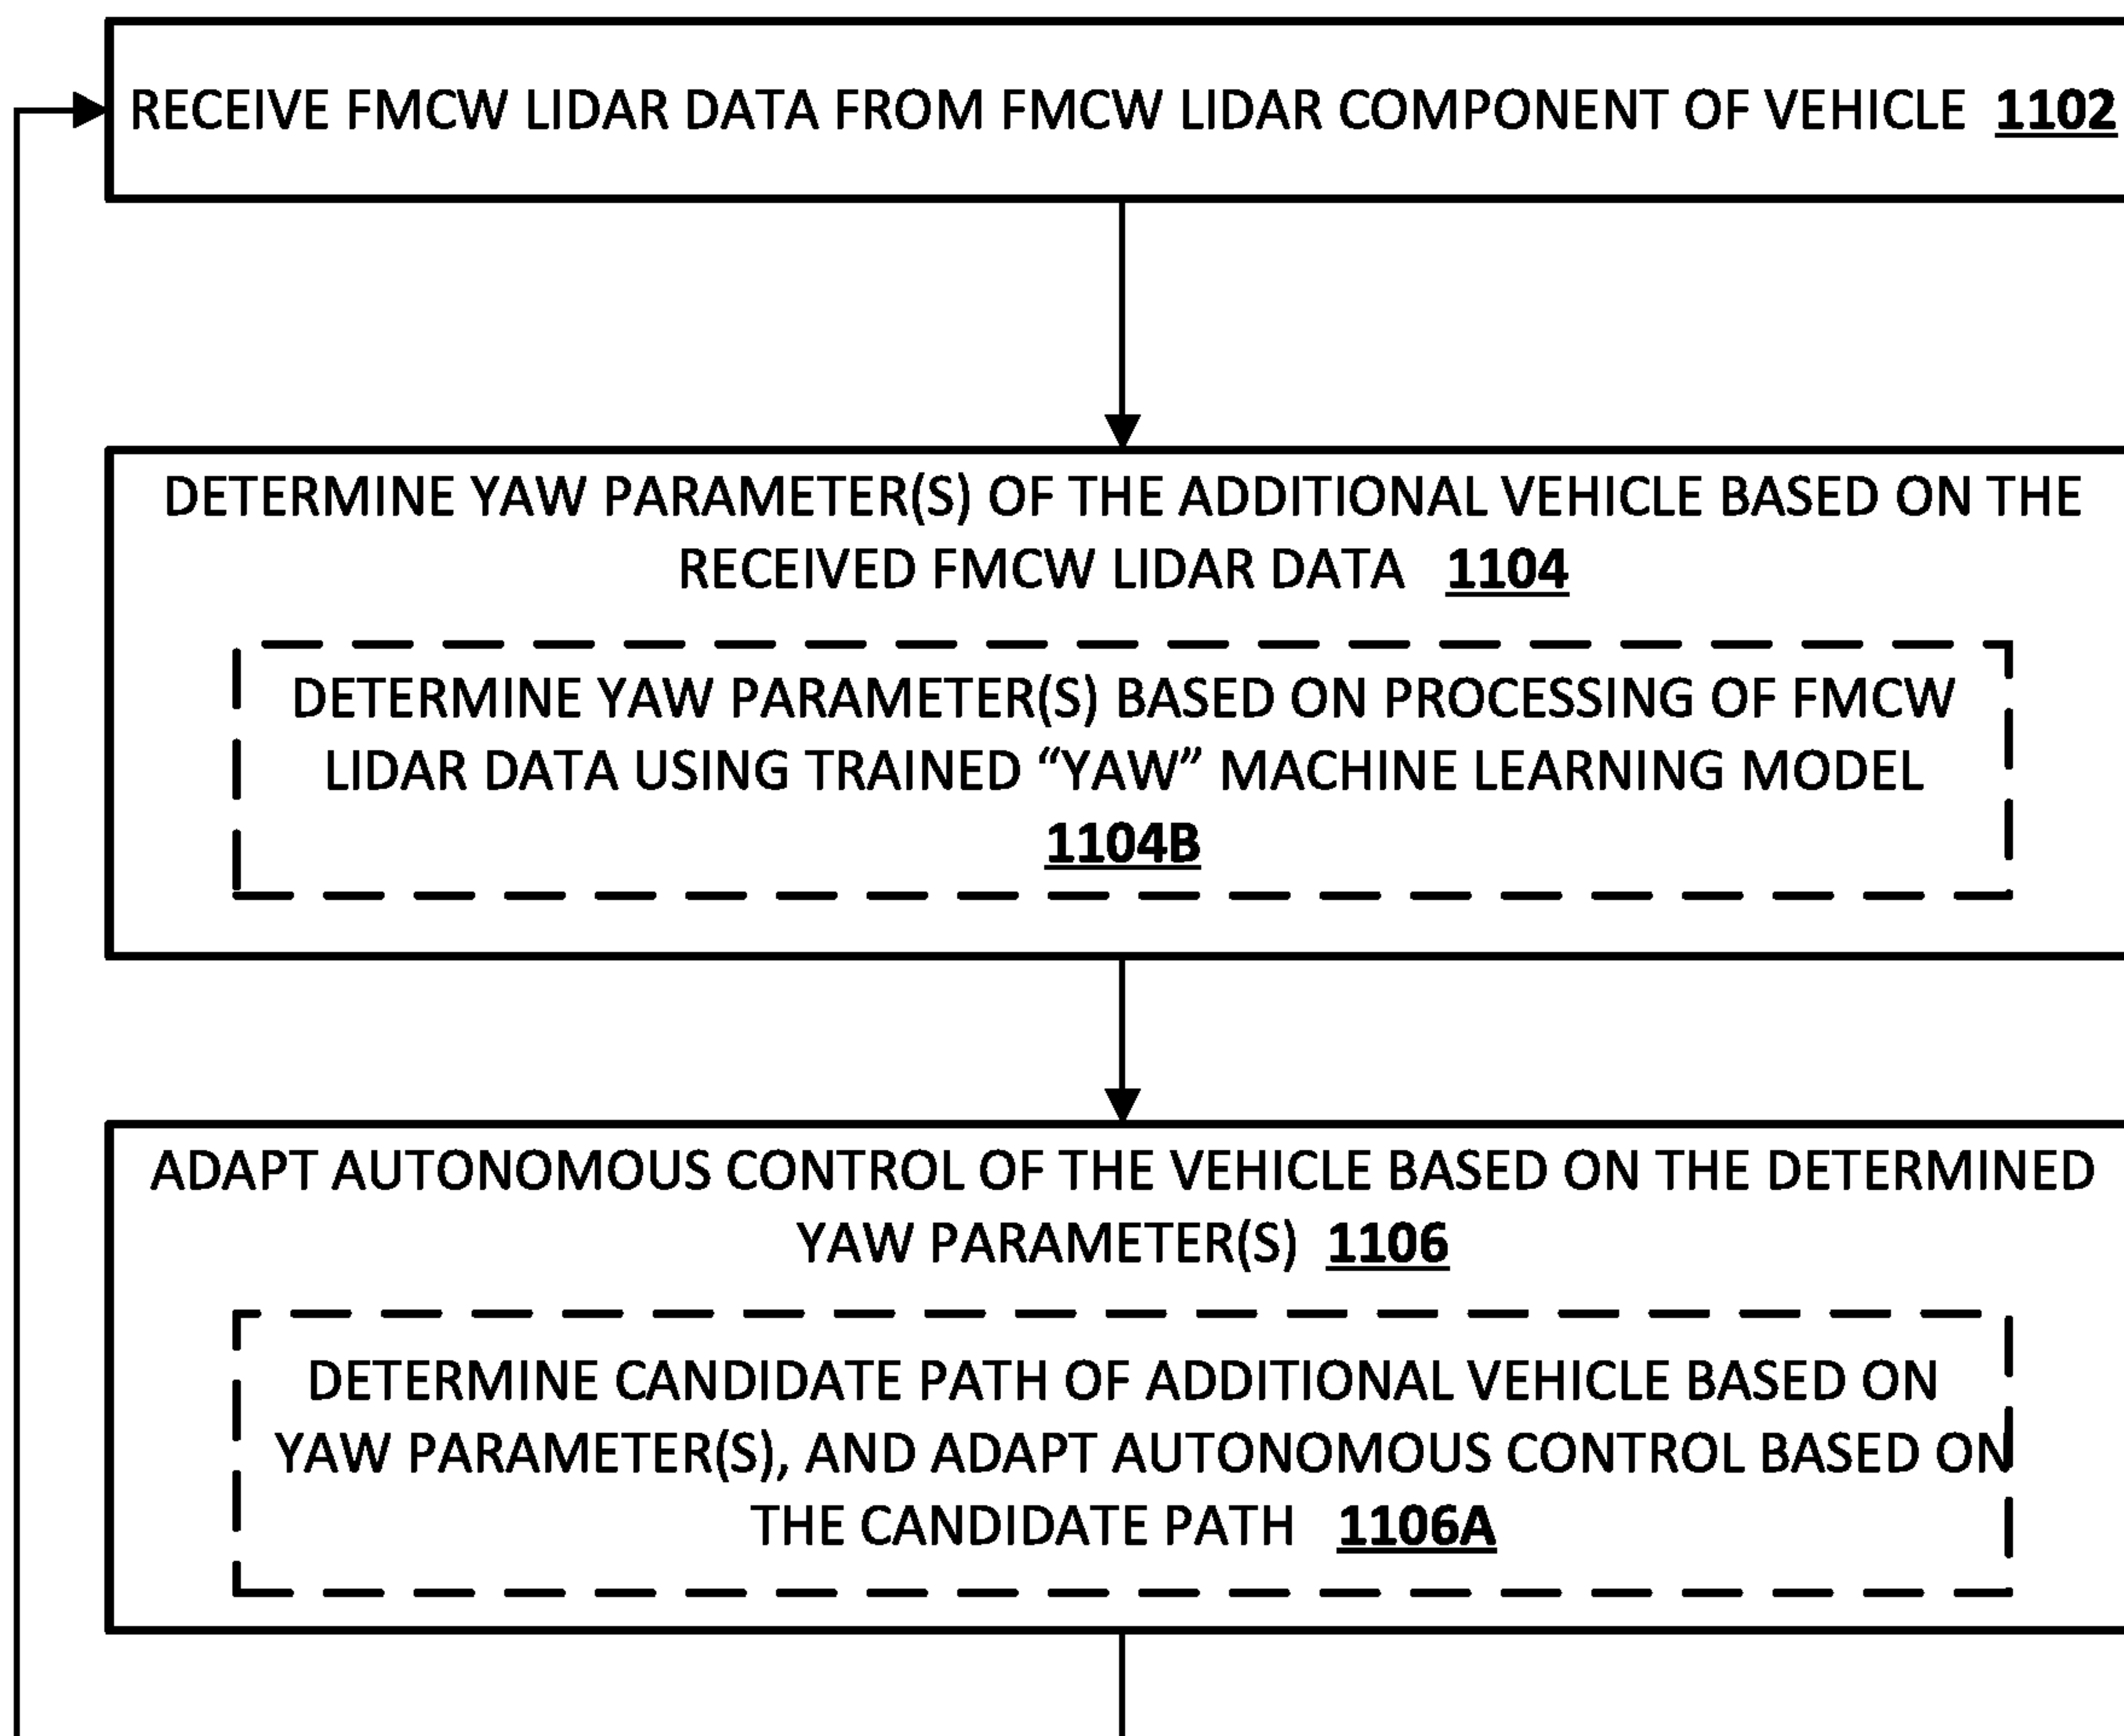 RECEIVE FMCW LIDAR DATA FROM FMCW LIDAR COMPONENT OF VEHICLE 1102
DETERMINE YAW PARAMETER(S) OF THE ADDITIONAL VEHICLE BASED ON THE
RECEIVED FMCW LIDAR DATA 1104
DETERMINE YAW PARAMETER(S) BASED ON PROCESSING OF FMCW
LIDAR DATA USING TRAINED “YAW” MACHINE LEARNING MODEL
1104B
ADAPT AUTONOMOUS CONTROL OF THE VEHICLE BASED ON THE DETERMINED
YAW PARAMETER(S) 1106
DETERMINE CANDIDATE PATH OF ADDITIONAL VEHICLE BASED ON
YAW PARAMETER(S), AND ADAPT AUTONOMOUS CONTROL BASED ON
THE CANDIDATE PATH 1106A